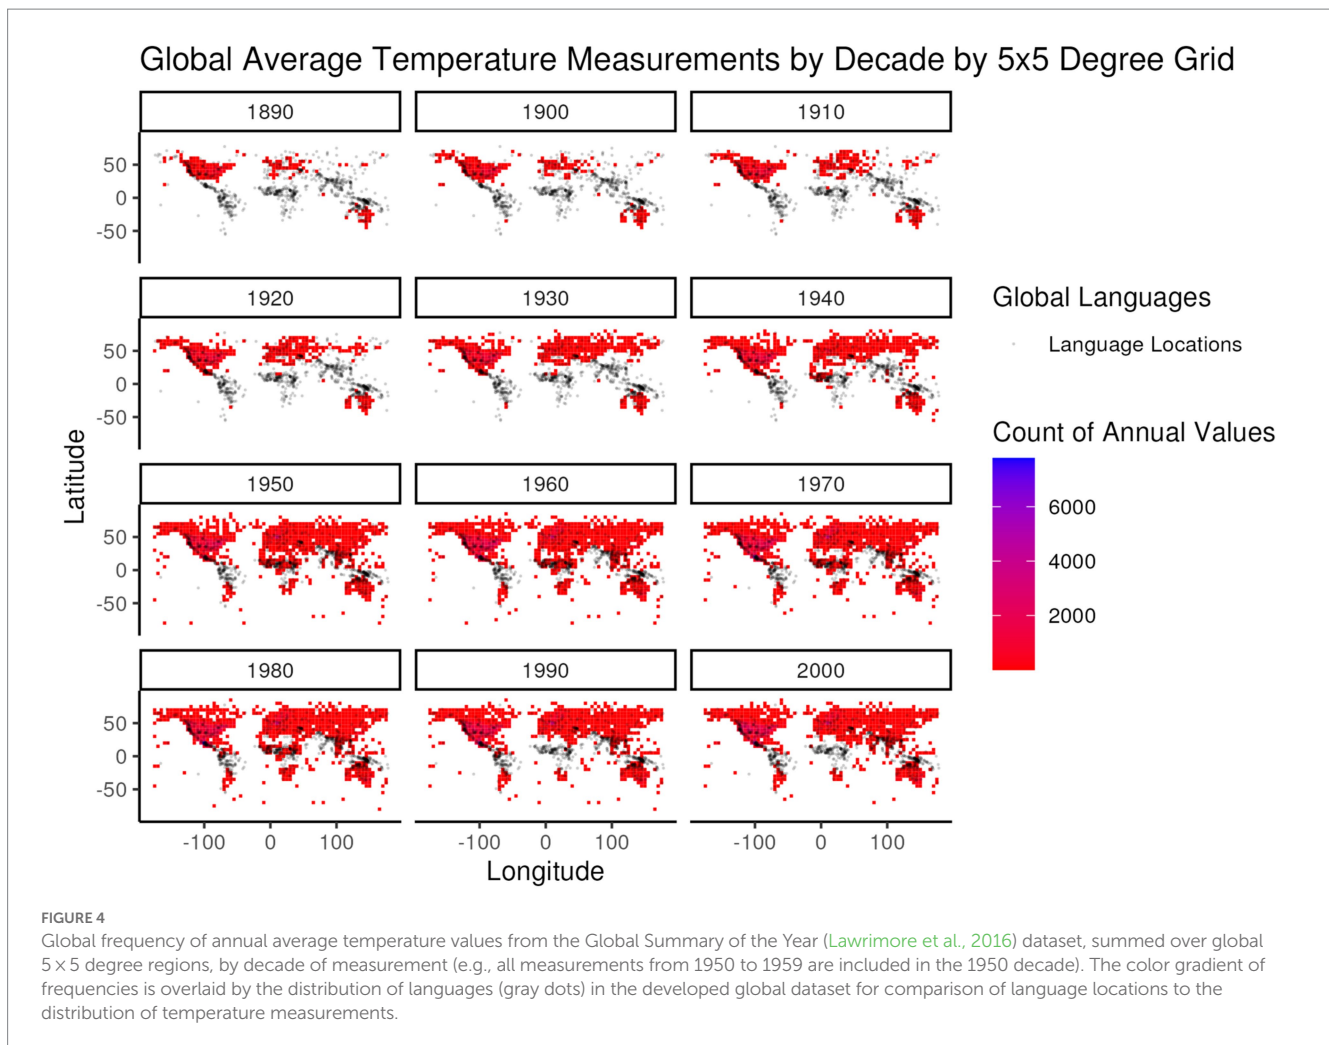 Global Average Temperature Measurements by Decade by 5x5 Degree Grid
1890 1900 1910
50
0
-50
1920 1930 1940
50
0
-50
1950 1960 1970
50
0
-50
1980 1990 2000
50
0
-50
-100 0 100 -100 0 100 -100 0 100
Latitude
Longitude
Global Languages
Language Locations
Count of Annual Values
6000
4000
2000
FIGURE 4
Global frequency of annual average temperature values from the Global Summary of the Year (Lawrimore et al., 2016) dataset, summed over global
5 × 5 degree regions, by decade of measurement (e.g., all measurements from 1950 to 1959 are included in the 1950 decade). The color gradient of
frequencies is overlaid by the distribution of languages (gray dots) in the developed global dataset for comparison of language locations to the
distribution of temperature measurements.